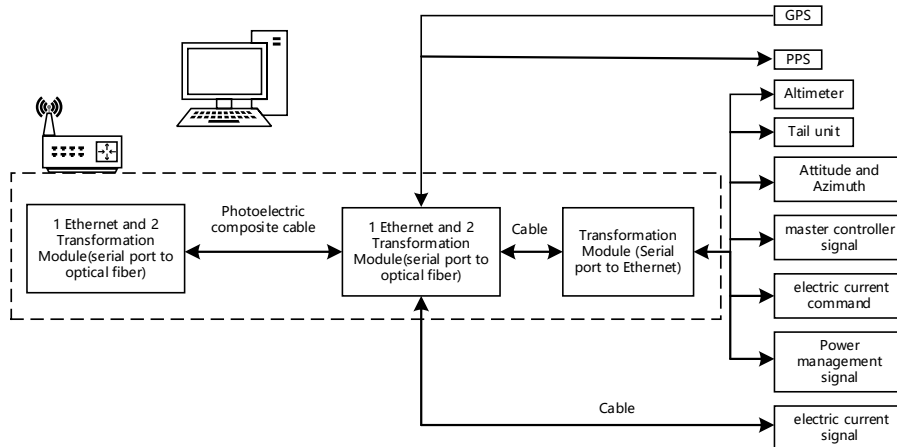 GPS
PPS
Altimeter
Tail unit
Attitude and
Azimuth
master controller
signal
electric current
command
Power
management
signal
electric current
signal
1 Ethernet and 2
Transformation
Module(serial port to
optical fiber)
Photoelectric
composite cable
1 Ethernet and 2
Transformation
Module(serial port to
optical fiber)
Cable
Transformation
Module (Serial
port to Ethernet)
Cable